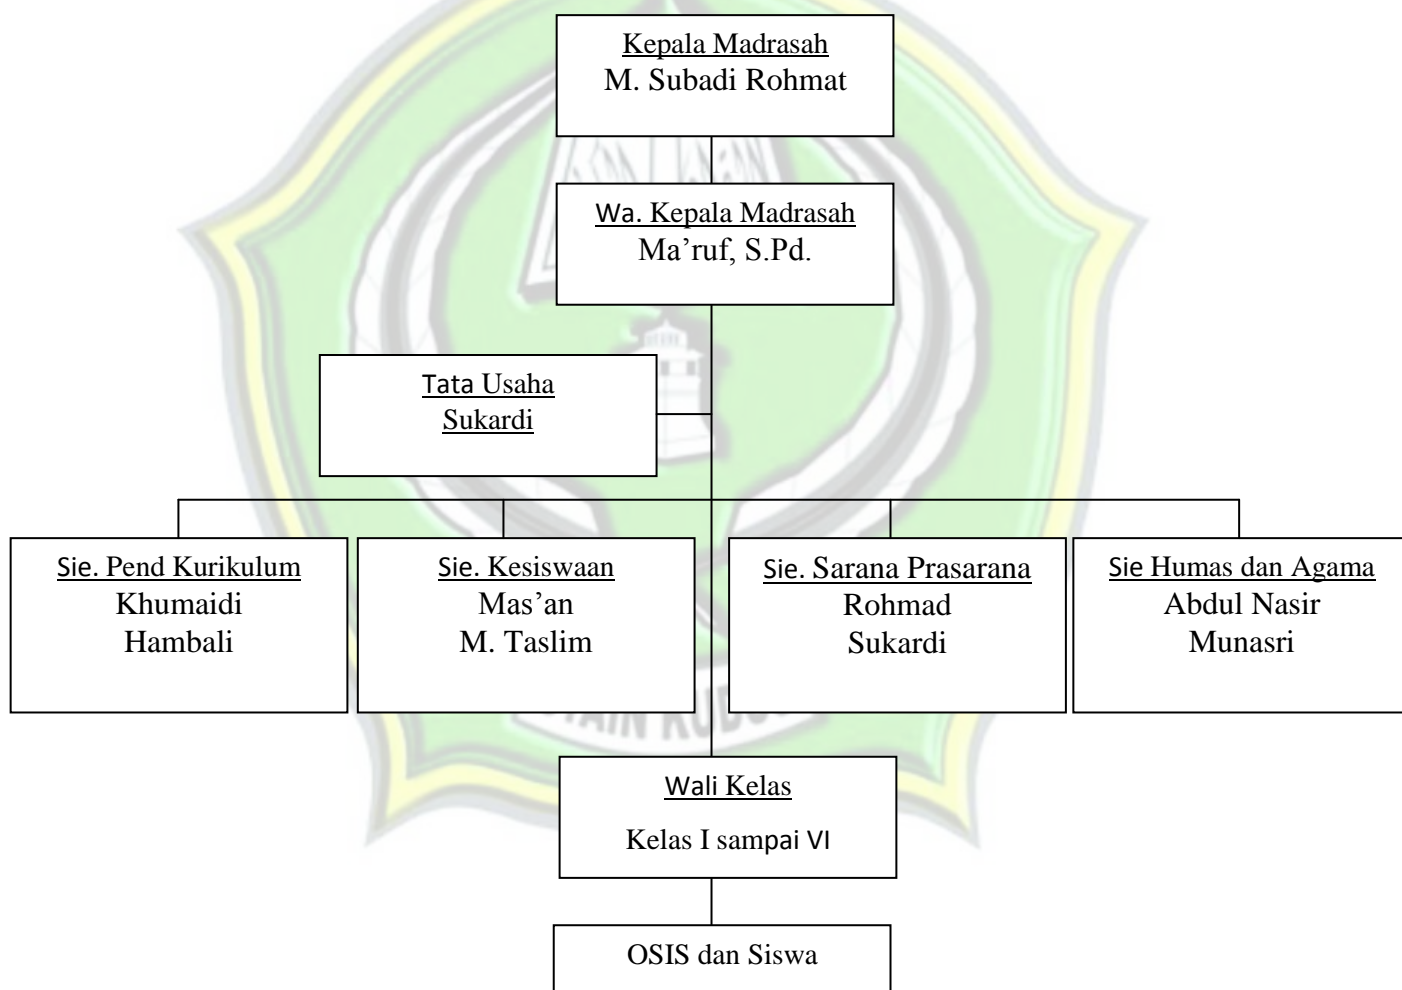 Kepala Madrasah
M. Subadi Rohmat
Wa. Kepala Madrasah
Ma’ruf, S.Pd.
Tata Usaha
Sukardi
Sie. Pend Kurikulum
Khumaidi
Hambali
Sie. Kesiswaan
Mas’an
M. Taslim
Sie. Sarana Prasarana
Rohmad
Sukardi
Sie Humas dan Agama
Abdul Nasir
Munasri
Wali Kelas
Kelas I sampai VI
OSIS dan Siswa